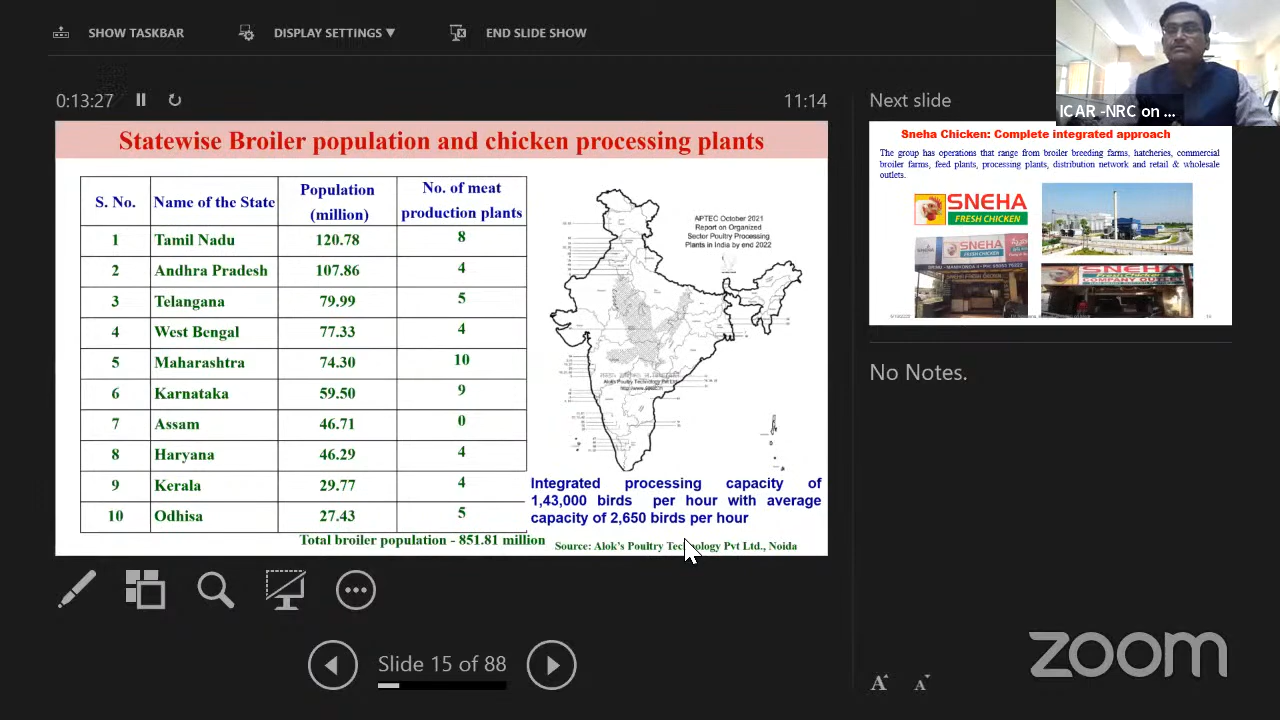 SHOW TASKBAR
DISPLAY SETTINGS ▼
END SLIDE SHOW
0:13:27
11:14
Next slide
ICAR -NRC on ...
Statewise Broiler population and chicken processing plants
S. No. Name of the State Population (million) No. of meat production plants
1 Tamil Nadu 120.78 8
2 Andhra Pradesh 107.86 4
3 Telangana 79.99 5
4 West Bengal 77.33 4
5 Maharashtra 74.30 10
6 Karnataka 59.50 9
7 Assam 46.71 0
8 Haryana 46.29 4
9 Kerala 29.77 4
10 Odhisa 27.43 5
Total broiler population - 851.81 million
APTEC October 2021
Report on Organized
Sector Poultry Processing
Plants in India by end 2022
Integrated processing capacity of
1,43,000 birds per hour with average
capacity of 2,650 birds per hour
Source: Alok's Poultry Technology Pvt Ltd., Noida
Sneha Chicken: Complete integrated approach
The group has operations that range from broiler breeding farms, hatcheries, commercial
broiler farms, feed plants, processing plants, distribution network and retail & wholesale
outlets.
SNEHA
FRESH CHICKEN
SNEHA
FRESH CHICKEN
SNEHA
COMPANY OUTLET
No Notes.
Slide 15 of 88
A A
zoom